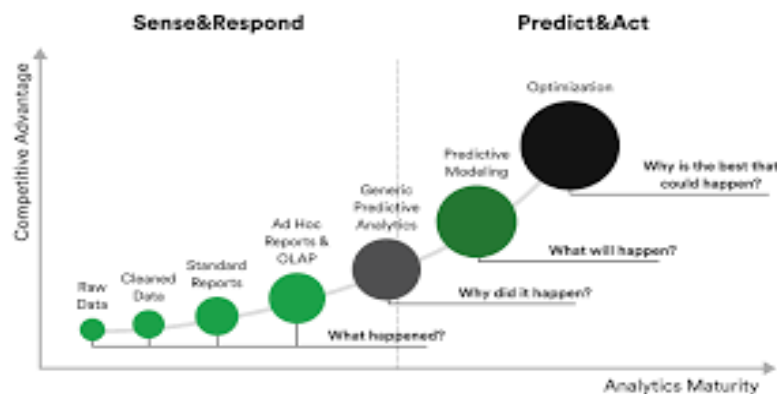 Sense&Respond
Predict&Act
Competitive Advantage
Optimization
Why is the best that
could happen?
Predictive
Modeling
What will happen?
Generic
Predictive
Analytics
Why did it happen?
Ad Hoc
Reports &
OLAP
Standard
Reports
Cleaned
Data
Raw
Data
What happened?
Analytics Maturity